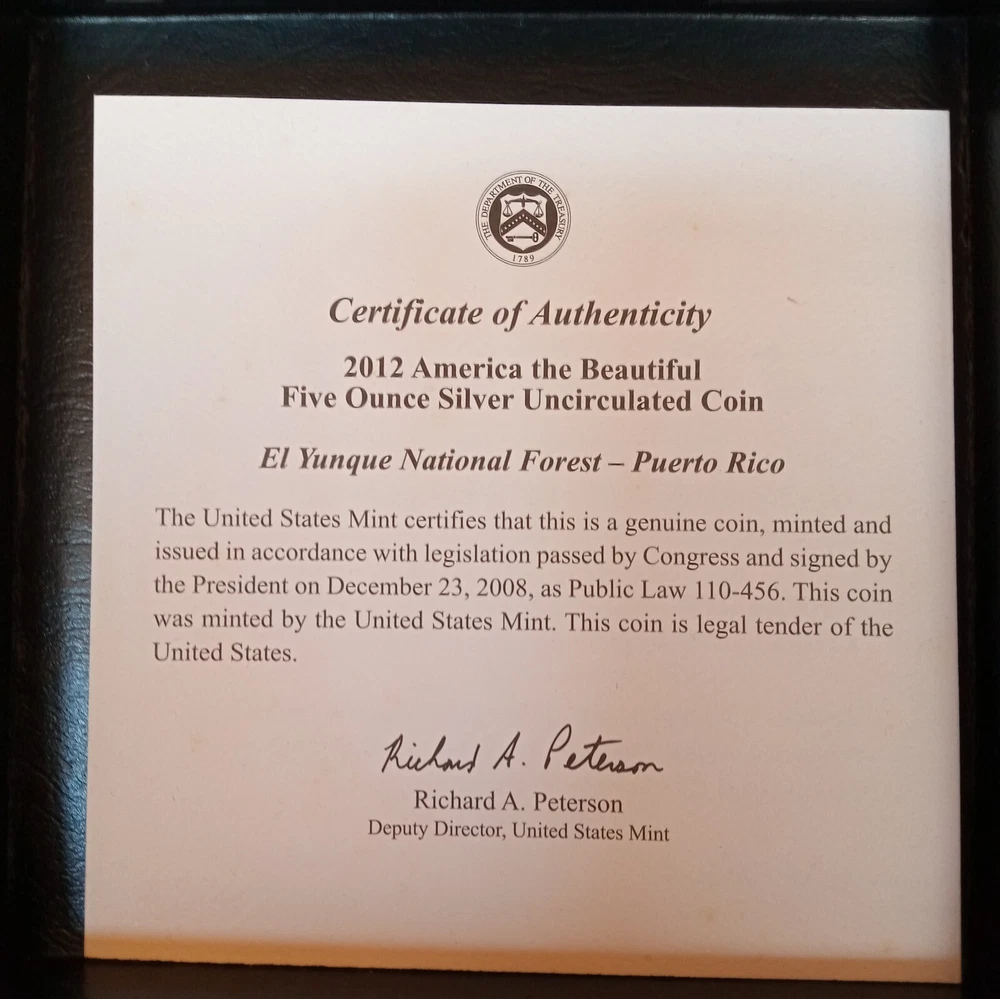 THE DEPARTMENT OF THE TREASURY
1789
Certificate of Authenticity
2012 America the Beautiful
Five Ounce Silver Uncirculated Coin
El Yunque National Forest – Puerto Rico
The United States Mint certifies that this is a genuine coin, minted and
issued in accordance with legislation passed by Congress and signed by
the President on December 23, 2008, as Public Law 110-456. This coin
was minted by the United States Mint. This coin is legal tender of the
United States.
Richard A. Peterson
Richard A. Peterson
Deputy Director, United States Mint